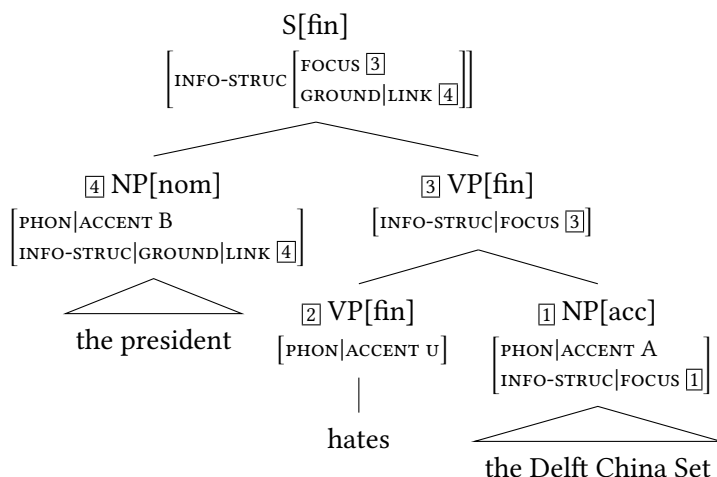 S[fin]
[INFO-STRUC [FOCUS 3
GROUND|LINK 4]]
4 NP[nom] 3 VP[fin]
[PHON|ACCENT B
INFO-STRUC|GROUND|LINK 4] [INFO-STRUC|FOCUS 3]
the president 2 VP[fin] 1 NP[acc]
[PHON|ACCENT U] [PHON|ACCENT A
INFO-STRUC|FOCUS 1]
hates
the Delft China Set